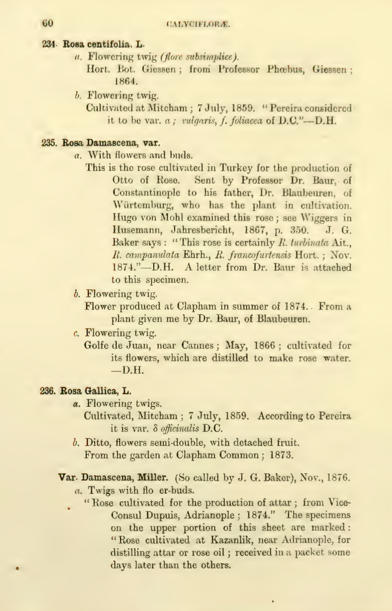 60 CALYCIFLORÆ.
234. Rosa centifolia. L.
a. Flowering twig (flore subsimplice).
Hort. Bot. Giessen ; from Professor Phœbus, Giessen ;
1864.
b. Flowering twig.
Cultivated at Mitcham ; 7 July, 1859. “ Pereira considered
it to be var. a ; vulgaris, f. foliacea of D.C.”—D.H.
235. Rosa Damascena, var.
a. With flowers and buds.
This is the rose cultivated in Turkey for the production of
Otto of Rose. Sent by Professor Dr. Baur, of
Constantinople to his father, Dr. Blaubeuren, of
Würtemburg, who has the plant in cultivation.
Hugo von Mohl examined this rose ; see Wiggers in
Husemann, Jahresbericht, 1867, p. 350. J. G.
Baker says : “ This rose is certainly R. turbinata Ait.,
R. campanulata Ehrh., R. francofurtensis Hort. ; Nov.
1874.”—D.H. A letter from Dr. Baur is attached
to this specimen.
b. Flowering twig.
Flower produced at Clapham in summer of 1874. From a
plant given me by Dr. Baur, of Blaubeuren.
c. Flowering twig.
Golfe de Juan, near Cannes ; May, 1866 ; cultivated for
its flowers, which are distilled to make rose water.
—D.H.
236. Rosa Gallica, L.
a. Flowering twigs.
Cultivated, Mitcham ; 7 July, 1859. According to Pereira
it is var. δ officinalis D.C.
b. Ditto, flowers semi-double, with detached fruit.
From the garden at Clapham Common ; 1873.
Var. Damascena, Miller. (So called by J. G. Baker), Nov., 1876.
a. Twigs with flo er-buds.
“ Rose cultivated for the production of attar ; from Vice-
Consul Dupuis, Adrianople ; 1874.” The specimens
on the upper portion of this sheet are marked :
“ Rose cultivated at Kazanlik, near Adrianople, for
distilling attar or rose oil ; received in a packet some
days later than the others.